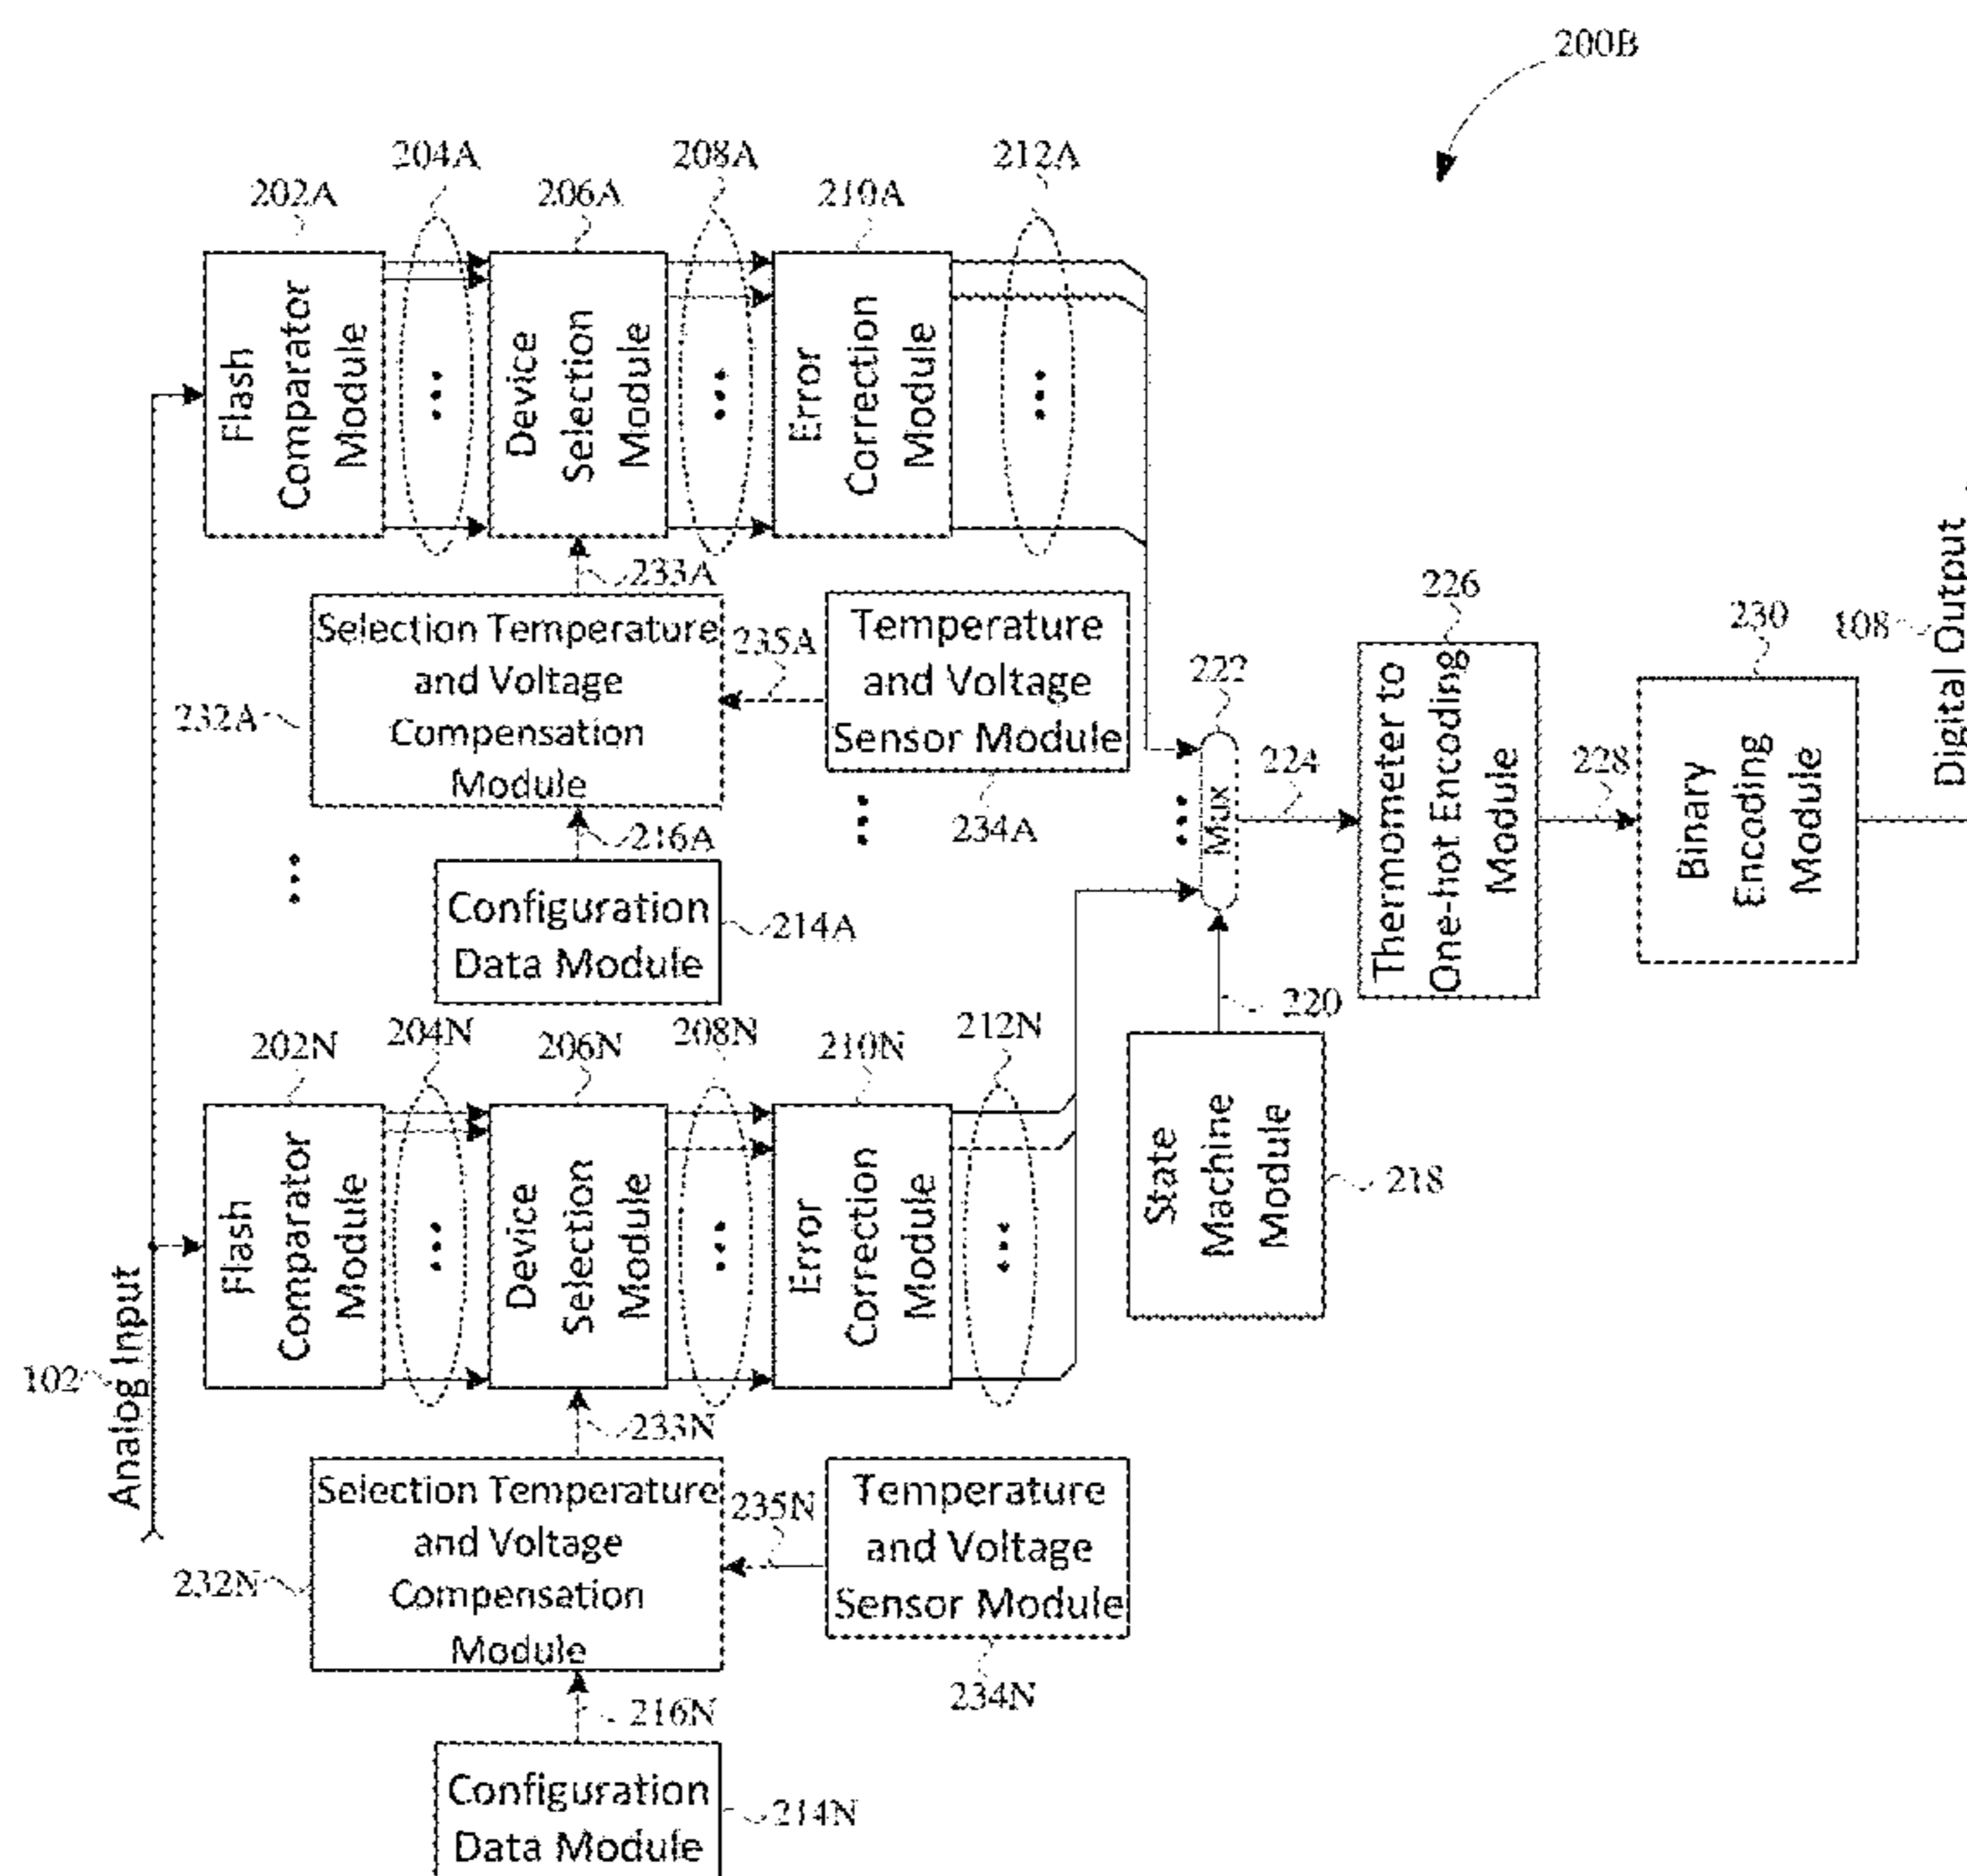 200B
204A
208A
212A
202A
206A
210A
Flash
Comparator
Module
Device
Selection
Module
Error
Correction
Module
233A
Selection Temperature
and Voltage
Compensation
Module
232A
235A
Temperature
and Voltage
Sensor Module
234A
216A
Configuration
Data Module
214A
222
Mux
224
226
Thermometer to
One-hot Encoding
Module
228
230
Binary
Encoding
Module
108
Digital Output
220
State
Machine
Module
218
202N
204N
206N
208N
210N
212N
Flash
Comparator
Module
Device
Selection
Module
Error
Correction
Module
102
Analog Input
233N
Selection Temperature
and Voltage
Compensation
Module
232N
235N
Temperature
and Voltage
Sensor Module
234N
216N
Configuration
Data Module
214N